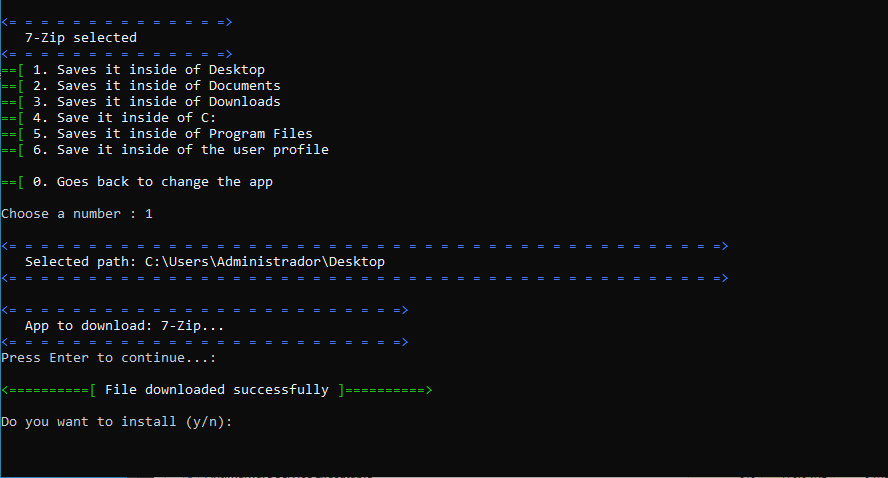 <= = = = = = = = = = = = = =>
7-Zip selected
<= = = = = = = = = = = = = =>
==[ 1. Saves it inside of Desktop
==[ 2. Saves it inside of Documents
==[ 3. Saves it inside of Downloads
==[ 4. Save it inside of C:
==[ 5. Saves it inside of Program Files
==[ 6. Save it inside of the user profile
==[ 0. Goes back to change the app
Choose a number : 1
<= = = = = = = = = = = = = = = = = = = = = = = = = = = = = = = = = = = = = = = = = = = = =>
Selected path: C:\Users\Administrador\Desktop
<= = = = = = = = = = = = = = = = = = = = = = = = = = = = = = = = = = = = = = = = = = = = =>
<= = = = = = = = = = = = = = = = = = = = = = = = =>
App to download: 7-Zip...
<= = = = = = = = = = = = = = = = = = = = = = = = =>
Press Enter to continue...:
<==========[ File downloaded successfully ]==========>
Do you want to install (y/n):